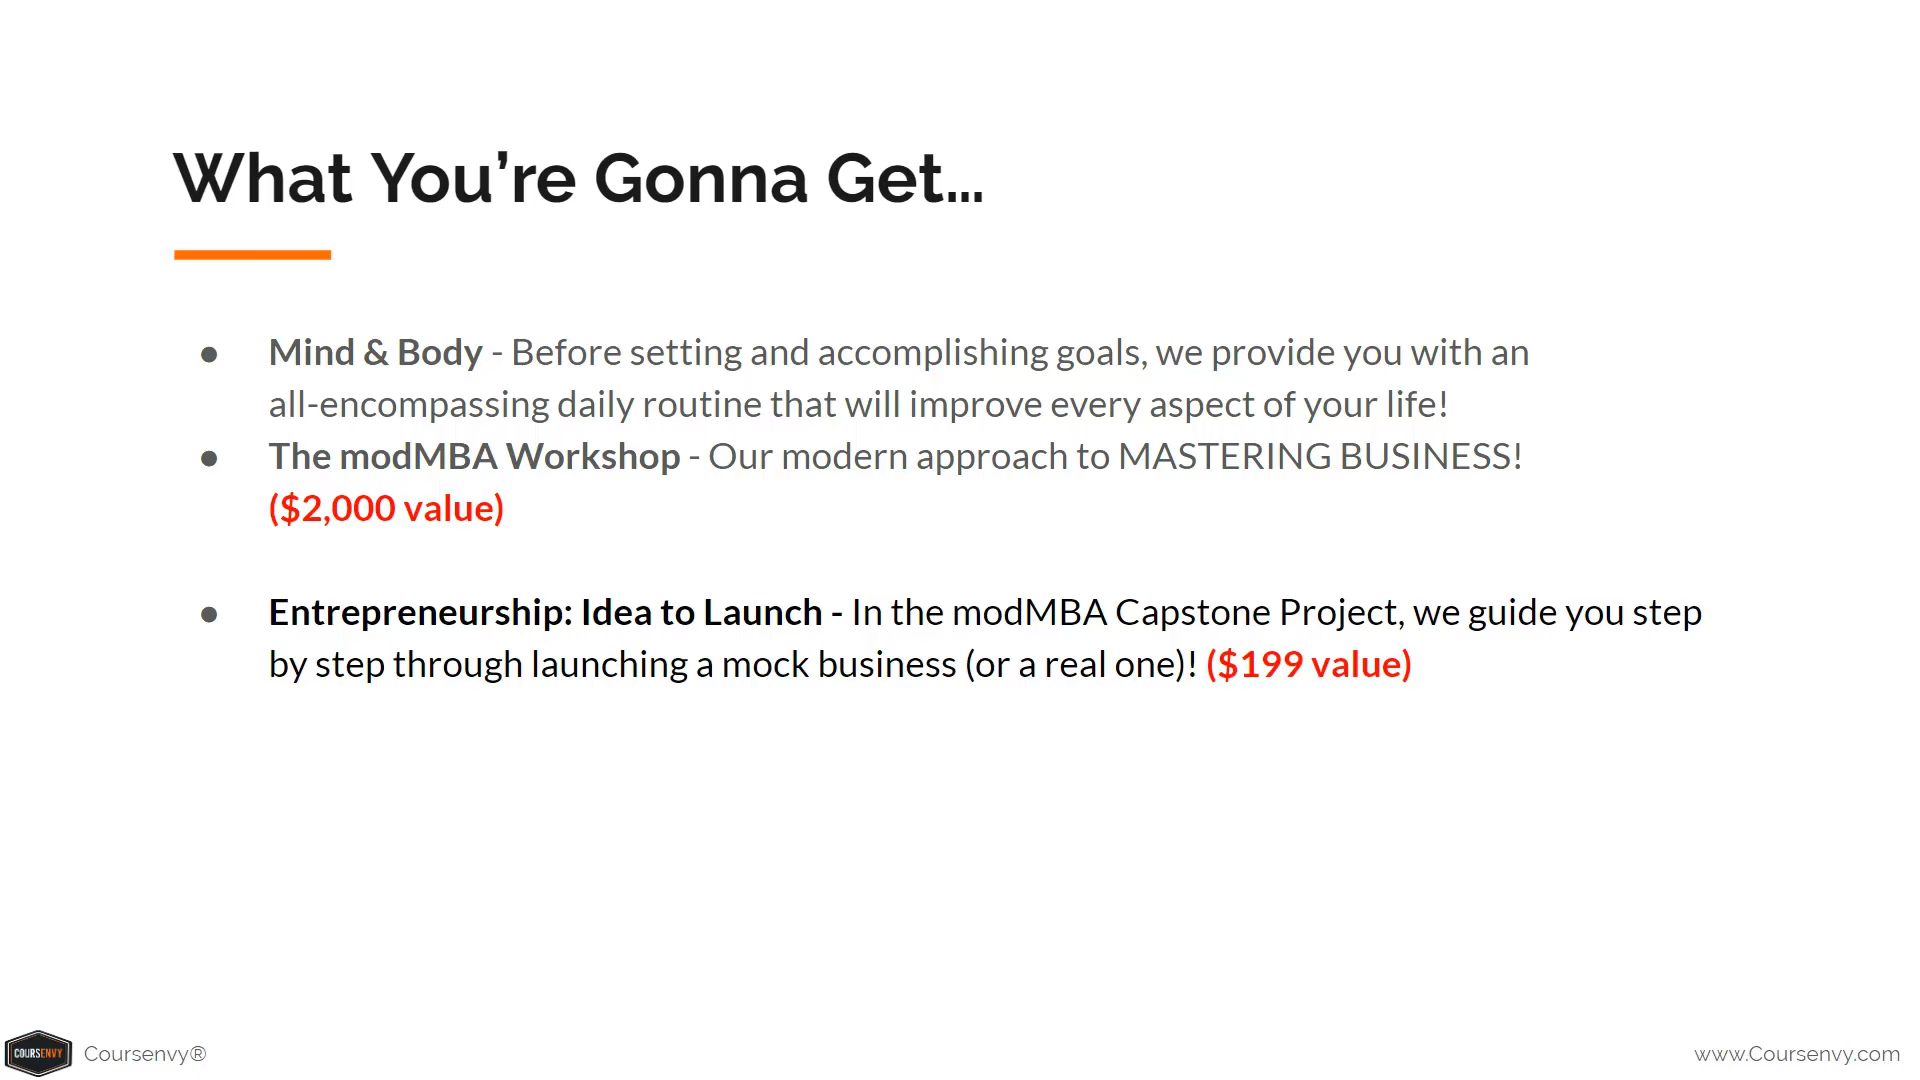 What You’re Gonna Get…
● Mind & Body - Before setting and accomplishing goals, we provide you with an
all-encompassing daily routine that will improve every aspect of your life!
● The modMBA Workshop - Our modern approach to MASTERING BUSINESS!
($2,000 value)
● Entrepreneurship: Idea to Launch - In the modMBA Capstone Project, we guide you step
by step through launching a mock business (or a real one)! ($199 value)
COURSENVY
Coursenvy®
www.Coursenvy.com